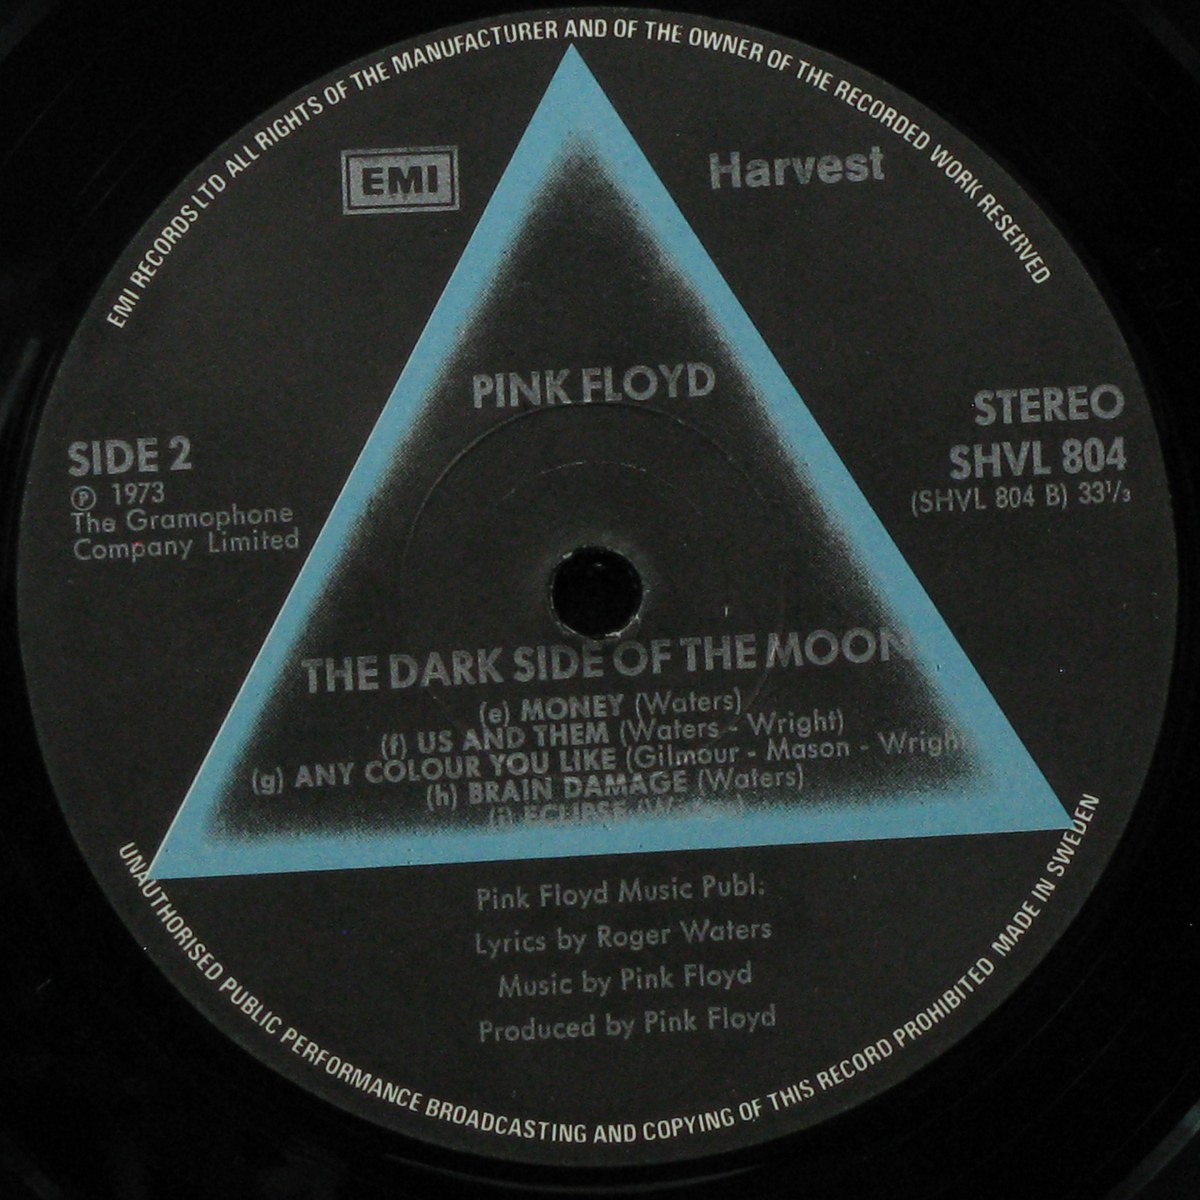 EMI RECORDS LTD ALL RIGHTS OF THE MANUFACTURER AND OF THE OWNER OF THE RECORDED WORK RESERVED
EMI
Harvest
PINK FLOYD
STEREO
SHVL 804
(SHVL 804 B) 33⅓
SIDE 2
℗ 1973
The Gramophone
Company Limited
THE DARK SIDE OF THE MOON
(e) MONEY (Waters)
(f) US AND THEM (Waters - Wright)
(g) ANY COLOUR YOU LIKE (Gilmour - Mason - Wright
(h) BRAIN DAMAGE (Waters)
(i) ECLIPSE (Waters)
Pink Floyd Music Publ:
Lyrics by Roger Waters
Music by Pink Floyd
Produced by Pink Floyd
UNAUTHORISED PUBLIC PERFORMANCE BROADCASTING AND COPYING OF THIS RECORD PROHIBITED MADE IN SWEDEN